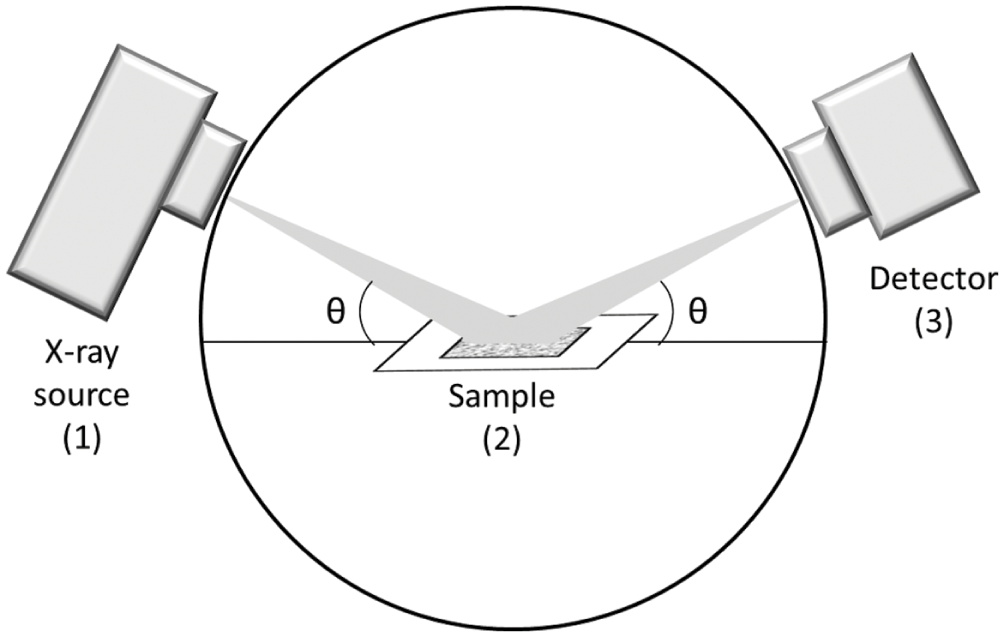 θ
θ
Detector
(3)
X-ray
source
(1)
Sample
(2)